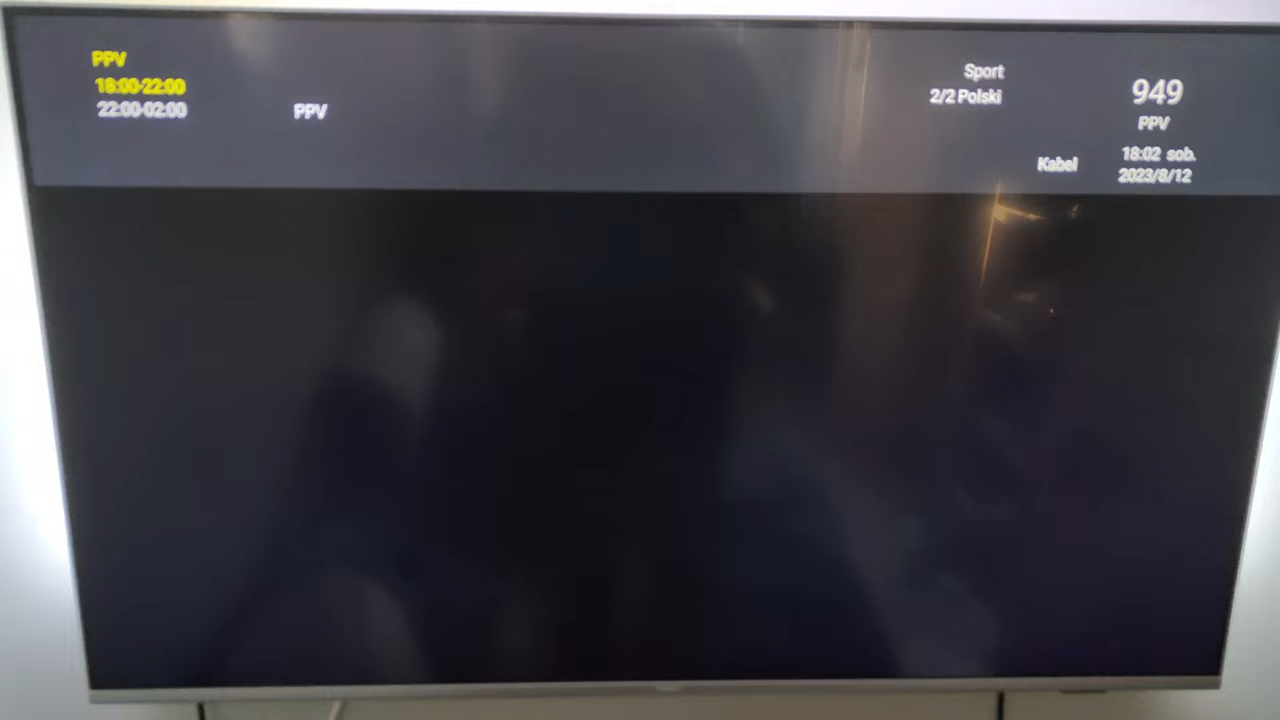 PPV
18:00-22:00
22:00-02:00 PPV
Sport
2/2 Polski
Kabel
949
PPV
18:02 sob.
2023/8/12